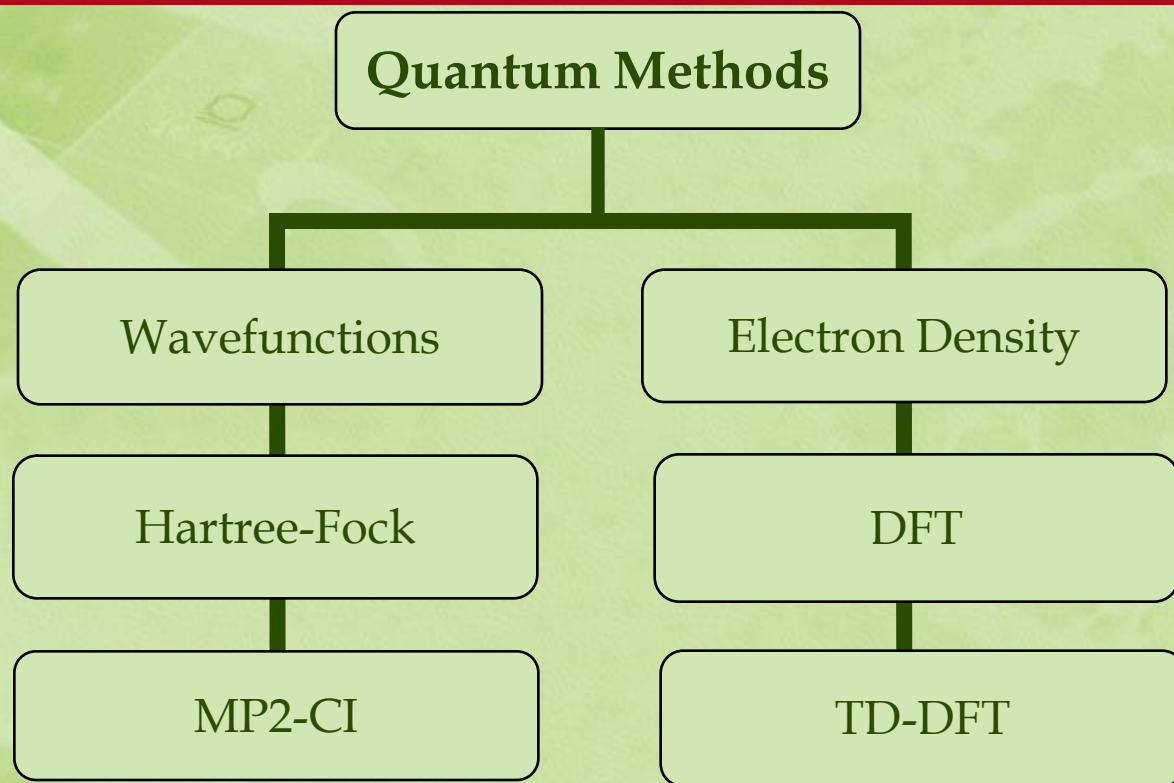 Quantum Methods
Wavefunctions
Electron Density
Hartree-Fock
DFT
MP2-CI
TD-DFT